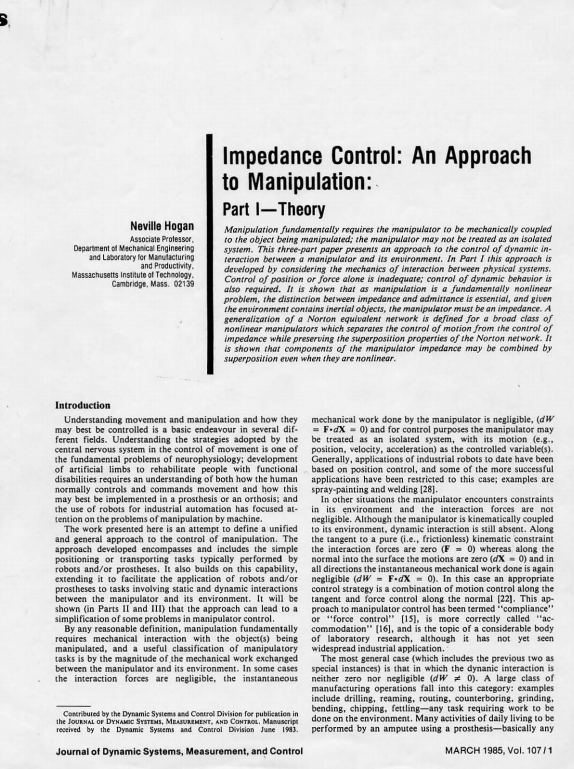 s
Impedance Control: An Approach
to Manipulation:
Part I—Theory
Neville Hogan
Associate Professor,
Department of Mechanical Engineering
and Laboratory for Manufacturing
and Productivity,
Massachusetts Institute of Technology,
Cambridge, Mass. 02139
Manipulation fundamentally requires the manipulator to be mechanically coupled
to the object being manipulated; the manipulator may not be treated as an isolated
system. This three-part paper presents an approach to the control of dynamic in-
teraction between a manipulator and its environment. In Part I this approach is
developed by considering the mechanics of interaction between physical systems.
Control of position or force alone is inadequate; control of dynamic behavior is
also required. It is shown that as manipulation is a fundamentally nonlinear
problem, the distinction between impedance and admittance is essential, and given
the environment contains inertial objects, the manipulator must be an impedance. A
generalization of a Norton equivalent network is defined for a broad class of
nonlinear manipulators which separates the control of motion from the control of
impedance while preserving the superposition properties of the Norton network. It
is shown that components of the manipulator impedance may be combined by
superposition even when they are nonlinear.
Introduction
Understanding movement and manipulation and how they
may best be controlled is a basic endeavour in several dif-
ferent fields. Understanding the strategies adopted by the
central nervous system in the control of movement is one of
the fundamental problems of neurophysiology; development
of artificial limbs to rehabilitate people with functional
disabilities requires an understanding of both how the human
normally controls and commands movement and how this
may best be implemented in a prosthesis or an orthosis; and
the use of robots for industrial automation has focused at-
tention on the problems of manipulation by machine.
The work presented here is an attempt to define a unified
and general approach to the control of manipulation. The
approach developed encompasses and includes the simple
positioning or transporting tasks typically performed by
robots and/or prostheses. It also builds on this capability,
extending it to facilitate the application of robots and/or
prostheses to tasks involving static and dynamic interactions
between the manipulator and its environment. It will be
shown (in Parts II and III) that the approach can lead to a
simplification of some problems in manipulator control.
By any reasonable definition, manipulation fundamentally
requires mechanical interaction with the object(s) being
manipulated, and a useful classification of manipulatory
tasks is by the magnitude of the mechanical work exchanged
between the manipulator and its environment. In some cases
the interaction forces are negligible, the instantaneous
Contributed by the Dynamic Systems and Control Division for publication in
the JOURNAL OF DYNAMIC SYSTEMS, MEASUREMENT, AND CONTROL. Manuscript
received by the Dynamic Systems and Control Division June 1983.
mechanical work done by the manipulator is negligible, (dW
= F•dX = 0) and for control purposes the manipulator may
be treated as an isolated system, with its motion (e.g.,
position, velocity, acceleration) as the controlled variable(s).
Generally, applications of industrial robots to date have been
based on position control, and some of the more successful
applications have been restricted to this case; examples are
spray-painting and welding [28].
In other situations the manipulator encounters constraints
in its environment and the interaction forces are not
negligible. Although the manipulator is kinematically coupled
to its environment, dynamic interaction is still absent. Along
the tangent to a pure (i.e., frictionless) kinematic constraint
the interaction forces are zero (F = 0) whereas along the
normal into the surface the motions are zero (dX = 0) and in
all directions the instantaneous mechanical work done is again
negligible (dW = F•dX = 0). In this case an appropriate
control strategy is a combination of motion control along the
tangent and force control along the normal [22]. This ap-
proach to manipulator control has been termed "compliance"
or "force control" [15], is more correctly called "ac-
commodation" [16], and is the topic of a considerable body
of laboratory research, although it has not yet seen
widespread industrial application.
The most general case (which includes the previous two as
special instances) is that in which the dynamic interaction is
neither zero nor negligible (dW ≠ 0). A large class of
manufacturing operations fall into this category: examples
include drilling, reaming, routing, counterboring, grinding,
bending, chipping, fettling—any task requiring work to be
done on the environment. Many activities of daily living to be
performed by an amputee using a prosthesis—basically any
Journal of Dynamic Systems, Measurement, and Control
MARCH 1985, Vol. 107 / 1